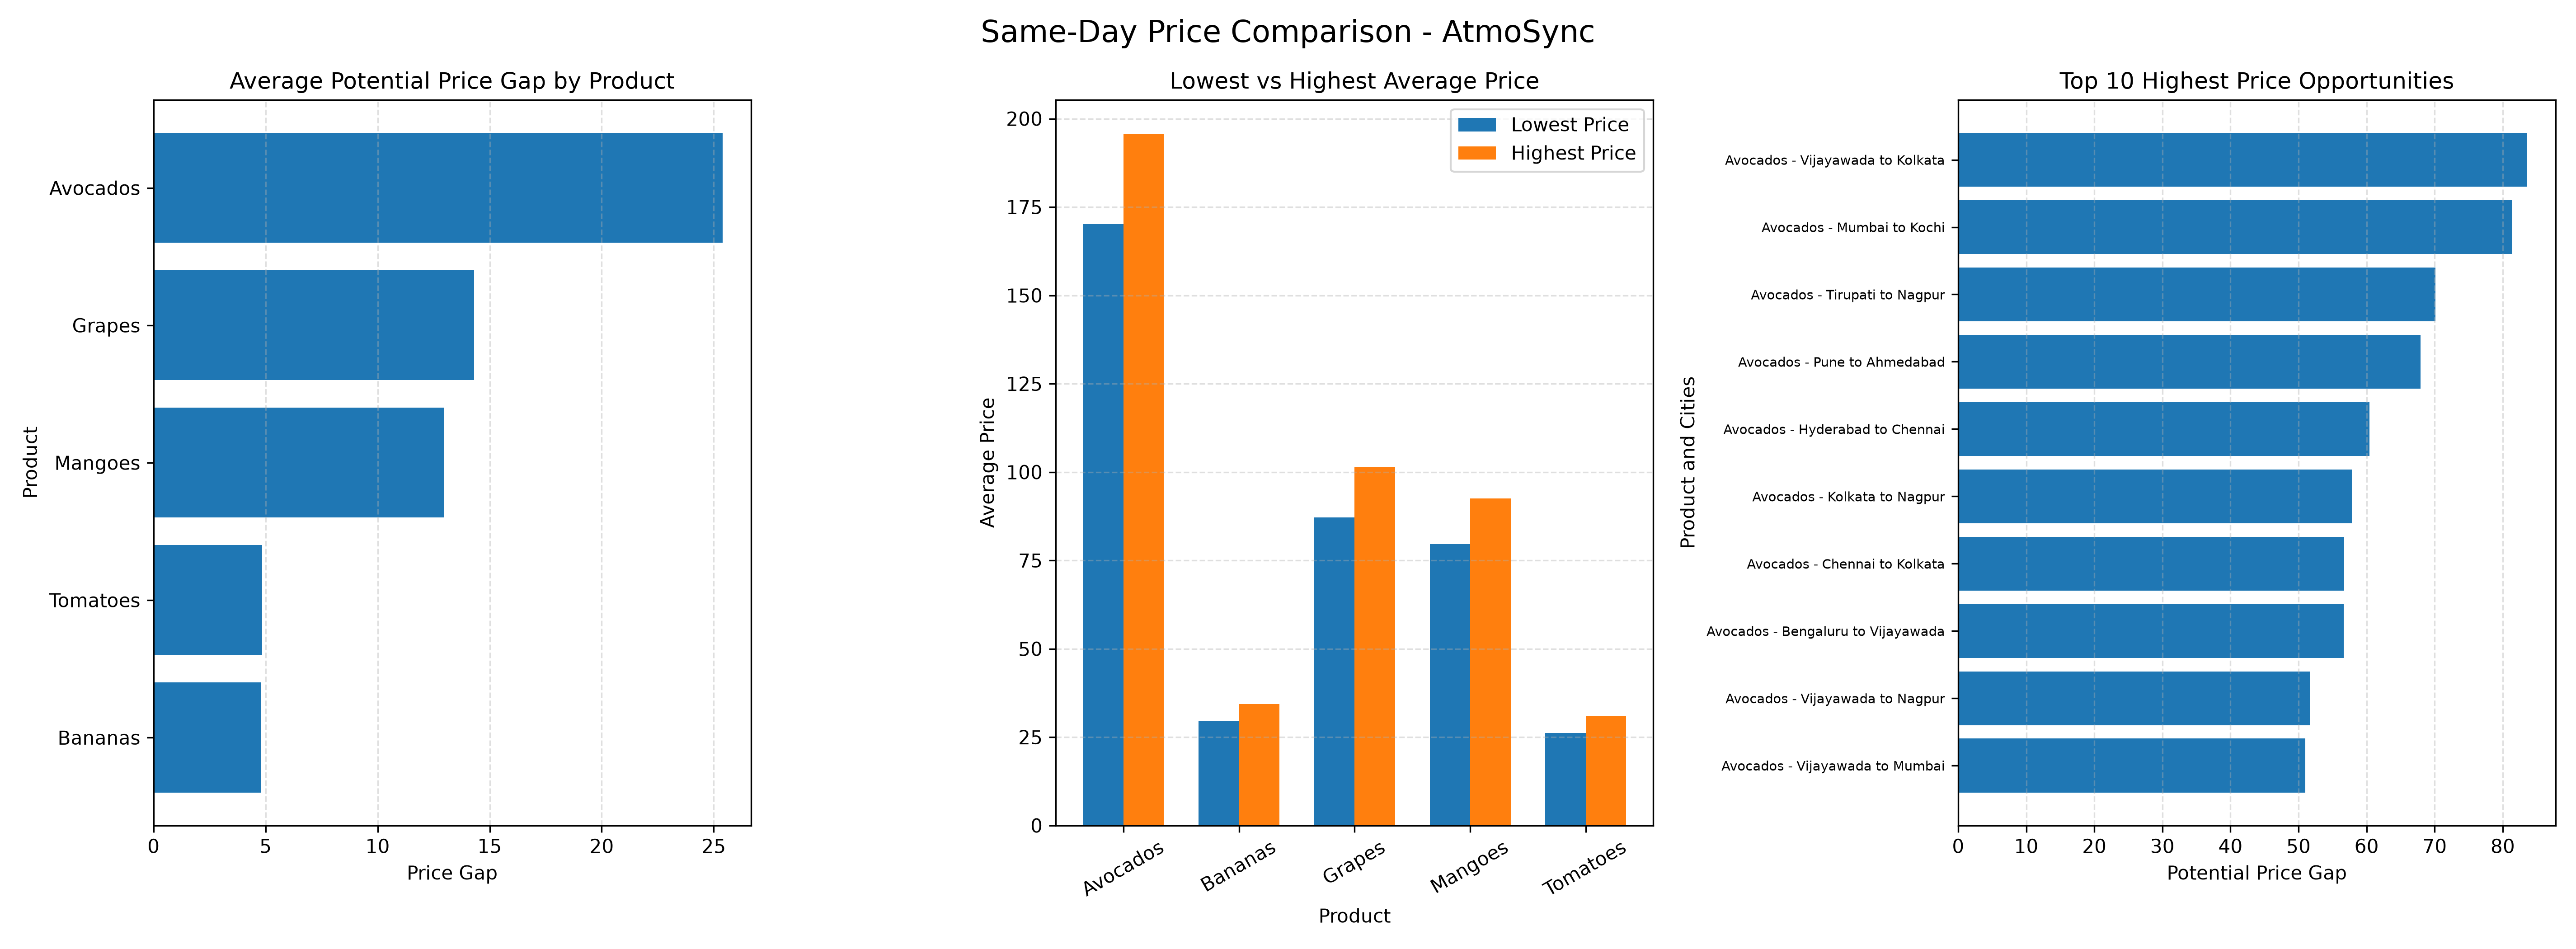 Same-Day Price Comparison - AtmoSync
Average Potential Price Gap by Product
Product
Avocados
Grapes
Mangoes
Tomatoes
Bananas
0 5 10 15 20 25
Price Gap
Lowest vs Highest Average Price
Lowest Price
Highest Price
Average Price
200
175
150
125
100
75
50
25
0
Avocados Bananas Grapes Mangoes Tomatoes
Product
Top 10 Highest Price Opportunities
Product and Cities
Avocados - Vijayawada to Kolkata
Avocados - Mumbai to Kochi
Avocados - Tirupati to Nagpur
Avocados - Pune to Ahmedabad
Avocados - Hyderabad to Chennai
Avocados - Kolkata to Nagpur
Avocados - Chennai to Kolkata
Avocados - Bengaluru to Vijayawada
Avocados - Vijayawada to Nagpur
Avocados - Vijayawada to Mumbai
0 10 20 30 40 50 60 70 80
Potential Price Gap